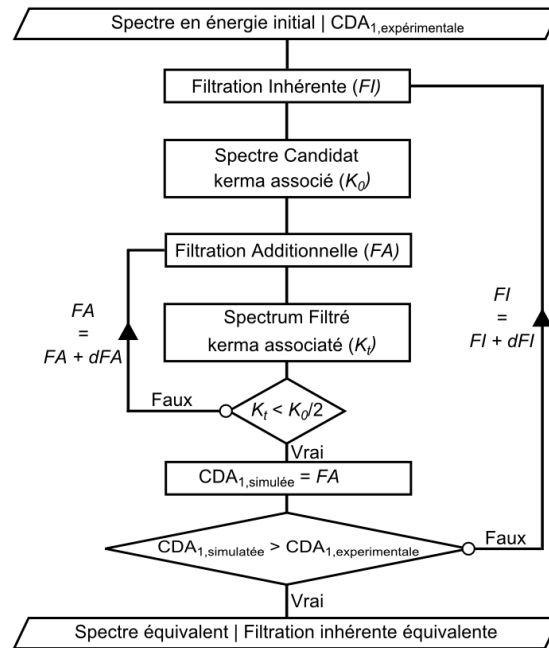 Spectre en énergie initial | CDA1,expérimentale
Filtration Inhérente (FI)
Spectre Candidat
kerma associé (K0)
Filtration Additionnelle (FA)
FA
=
FA + dFA
Spectrum Filtré
kerma associaté (Kt)
FI
=
FI + dFI
Faux
Kt < K0/2
Vrai
CDA1,simulée = FA
CDA1,simulatée > CDA1,experimentale
Faux
Vrai
Spectre équivalent | Filtration inhérente équivalente